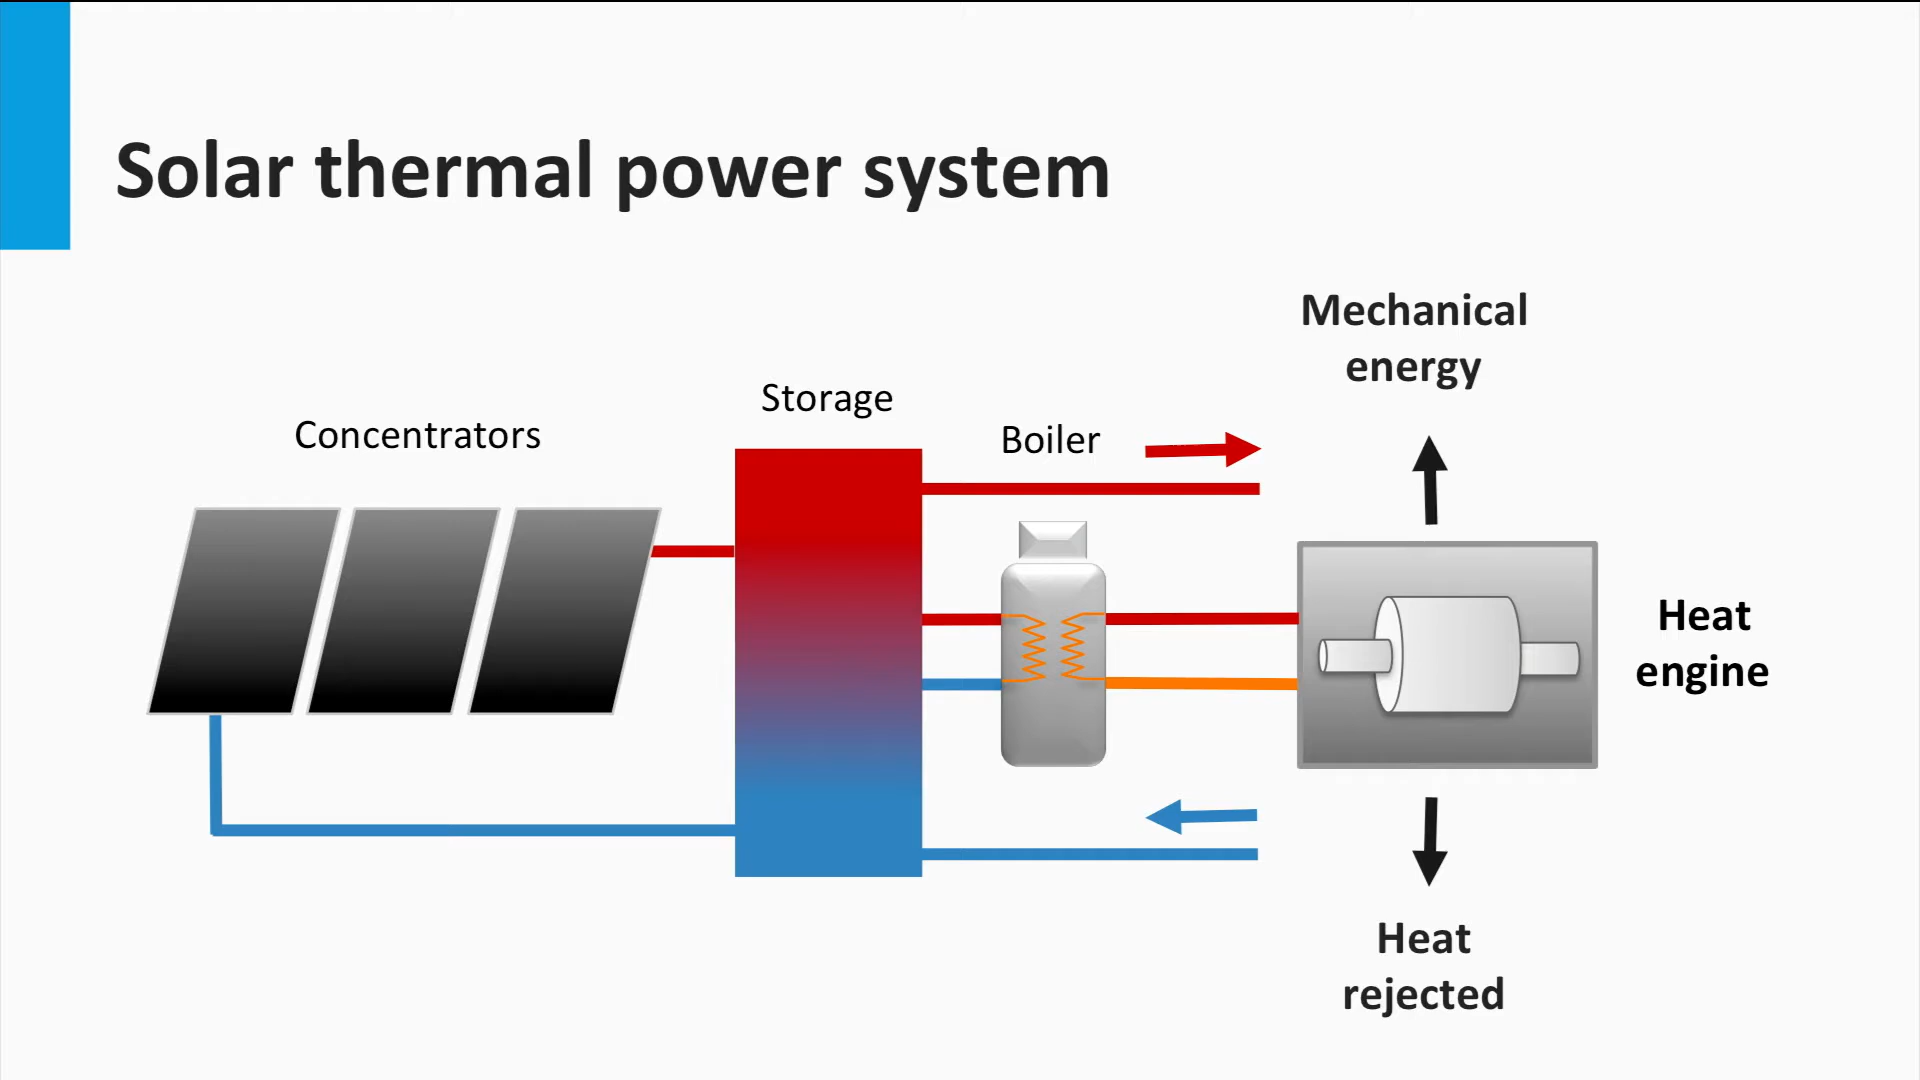 Solar thermal power system
Mechanical
energy
Storage
Concentrators
Boiler
Heat
engine
Heat
rejected